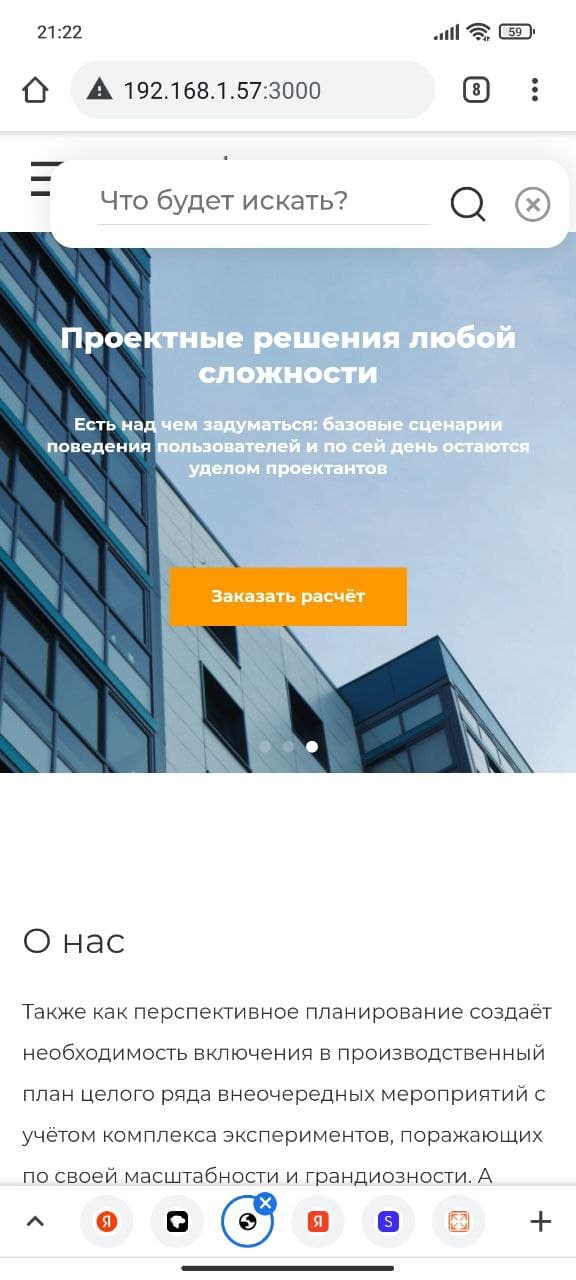 21:22
59
192.168.1.57:3000
8
Что будет искать?
Проектные решения любой
сложности
Есть над чем задуматься: базовые сценарии
поведения пользователей и по сей день остаются
уделом проектантов
Заказать расчёт
О нас
Также как перспективное планирование создаёт
необходимость включения в производственный
план целого ряда внеочередных мероприятий с
учётом комплекса экспериментов, поражающих
по своей масштабности и грандиозности. А
Я
Я
S